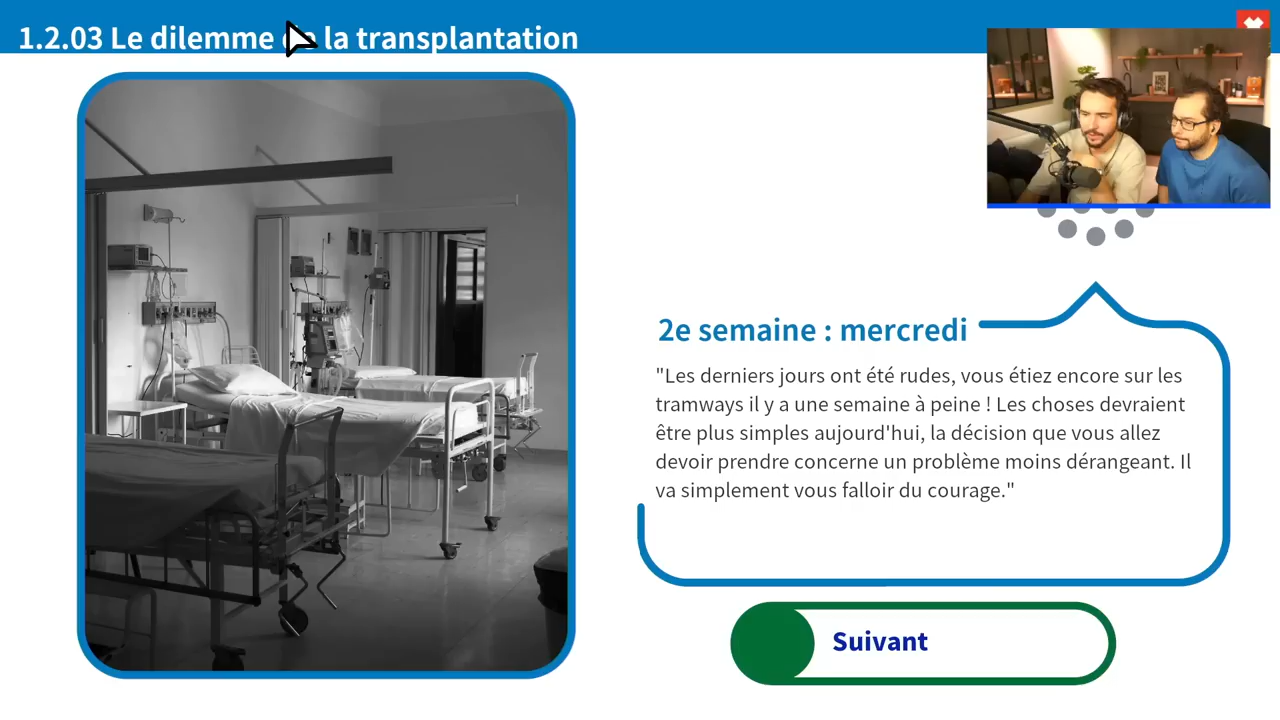 1.2.03 Le dilemme de la transplantation
2e semaine : mercredi
"Les derniers jours ont été rudes, vous étiez encore sur les
tramways il y a une semaine à peine ! Les choses devraient
être plus simples aujourd'hui, la décision que vous allez
devoir prendre concerne un problème moins dérangeant. Il
va simplement vous falloir du courage."
Suivant